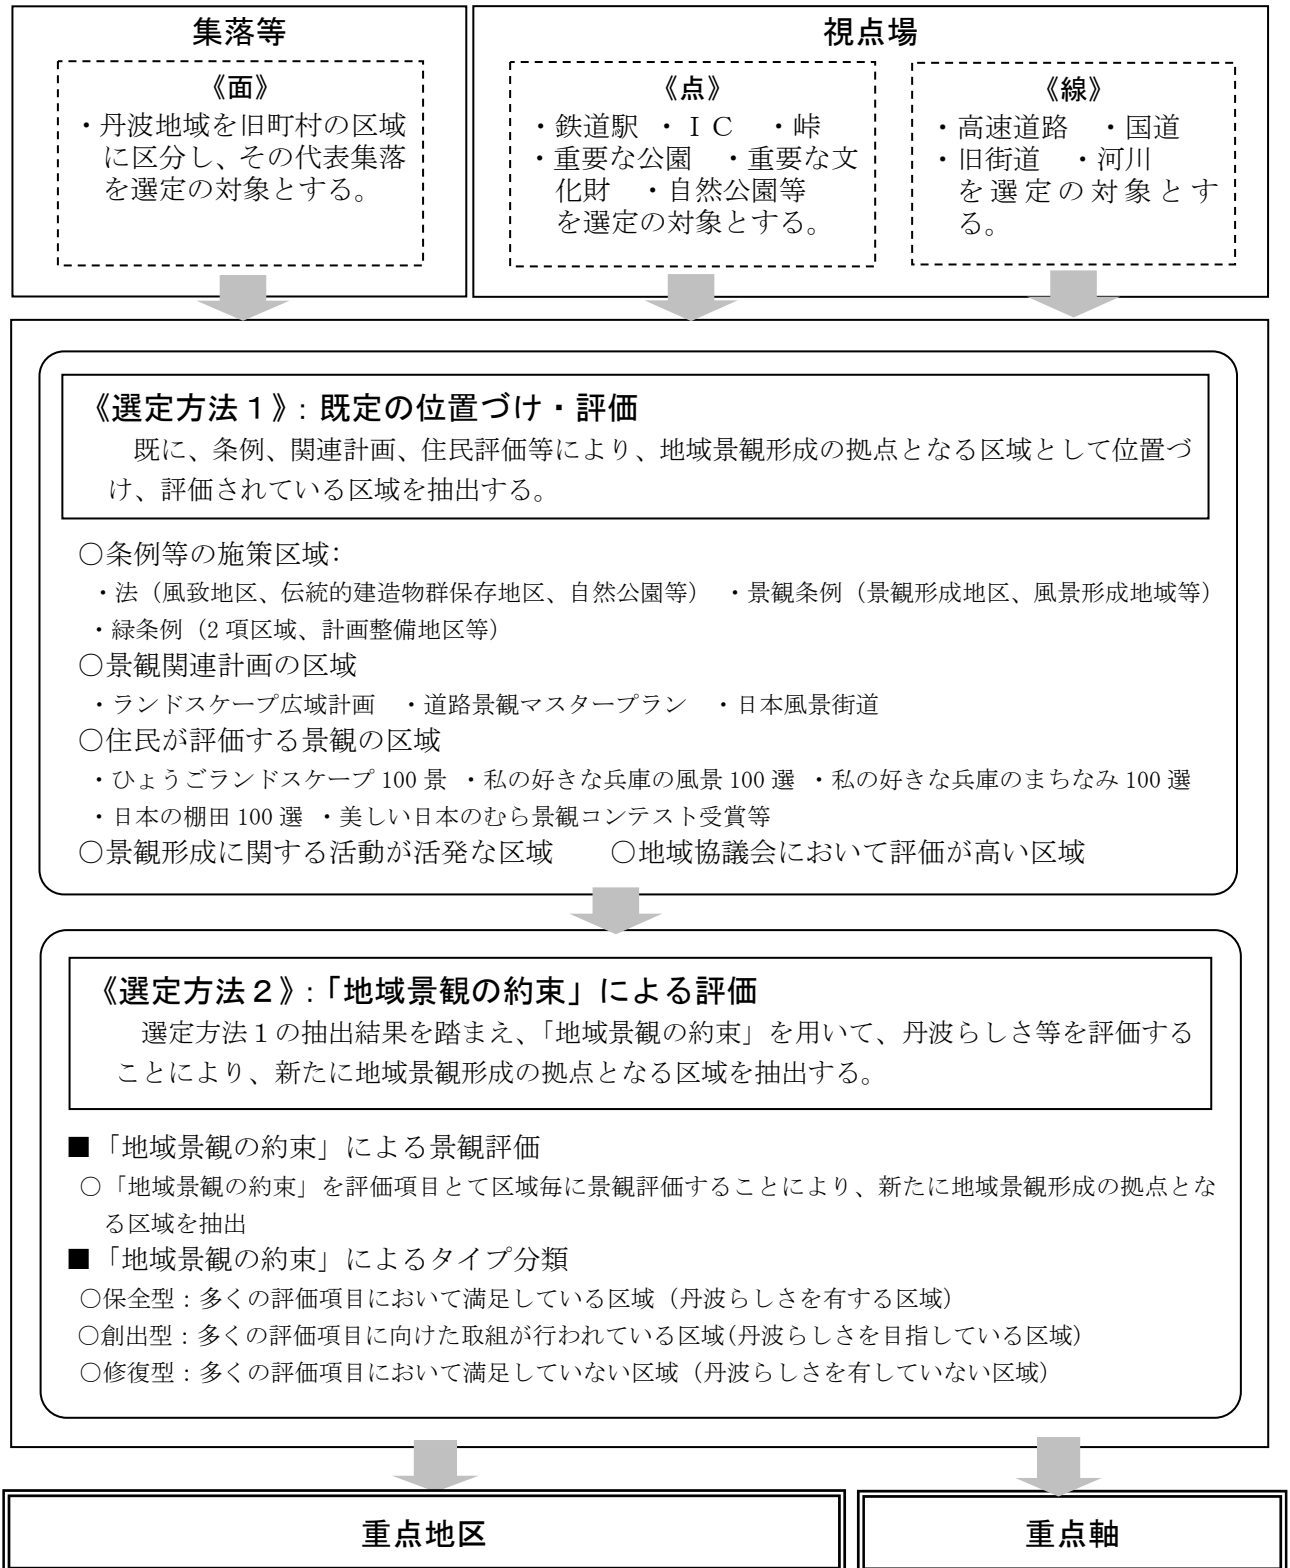 集落等
《面》
・丹波地域を旧町村の区域
に区分し、その代表集落
を選定の対象とする。
視点場
《点》
・鉄道駅 ・ＩＣ ・峠
・重要な公園 ・重要な文
化財 ・自然公園等
を選定の対象とする。
《線》
・高速道路 ・国道
・旧街道 ・河川
を選定の対象とす
る。
《選定方法１》：既定の位置づけ・評価
既に、条例、関連計画、住民評価等により、地域景観形成の拠点となる区域として位置づ
け、評価されている区域を抽出する。
○条例等の施策区域：
・法（風致地区、伝統的建造物群保存地区、自然公園等） ・景観条例（景観形成地区、風景形成地域等）
・緑条例（2 項区域、計画整備地区等）
○景観関連計画の区域
・ランドスケープ広域計画 ・道路景観マスタープラン ・日本風景街道
○住民が評価する景観の区域
・ひょうごランドスケープ 100 景 ・私の好きな兵庫の風景 100 選 ・私の好きな兵庫のまちなみ 100 選
・日本の棚田 100 選 ・美しい日本のむら景観コンテスト受賞等
○景観形成に関する活動が活発な区域 ○地域協議会において評価が高い区域
《選定方法２》：「地域景観の約束」による評価
選定方法１の抽出結果を踏まえ、「地域景観の約束」を用いて、丹波らしさ等を評価する
ことにより、新たに地域景観形成の拠点となる区域を抽出する。
■「地域景観の約束」による景観評価
○「地域景観の約束」を評価項目とて区域毎に景観評価することにより、新たに地域景観形成の拠点とな
る区域を抽出
■「地域景観の約束」によるタイプ分類
○保全型：多くの評価項目において満足している区域（丹波らしさを有する区域）
○創出型：多くの評価項目に向けた取組が行われている区域(丹波らしさを目指している区域）
○修復型：多くの評価項目において満足していない区域（丹波らしさを有していない区域）
重点地区
重点軸